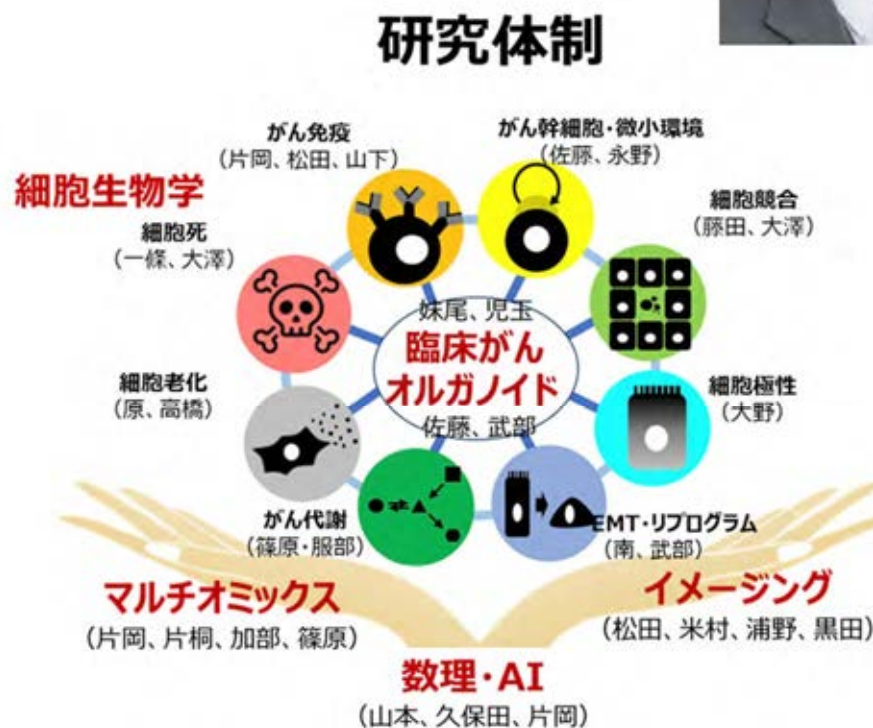 研究体制
がん免疫
(片岡、松田、山下)
がん幹細胞・微小環境
(佐藤、永野)
細胞生物学
細胞競合
(藤田、大澤)
細胞死
(一條、大澤)
妹尾、児玉
臨床がん
オルガノイド
佐藤、武部
細胞老化
(原、高橋)
細胞極性
(大野)
がん代謝
(篠原・服部)
EMT・リプログラム
(南、武部)
マルチオミックス
(片岡、片桐、加部、篠原)
イメージング
(松田、米村、浦野、黒田)
数理・AI
(山本、久保田、片岡)